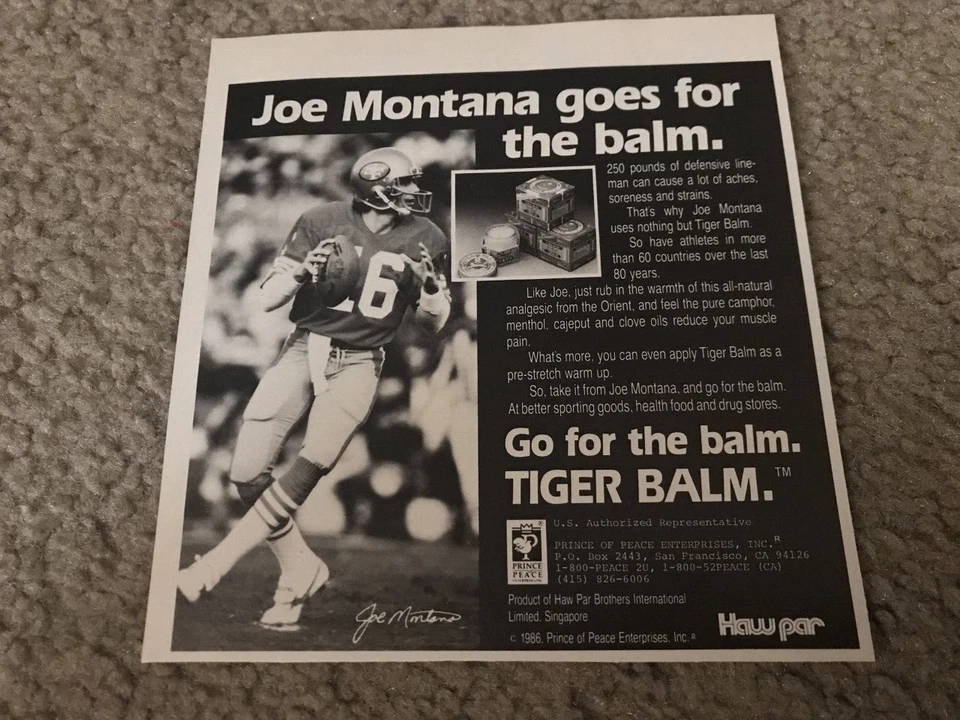 Joe Montana goes for
the balm.
250 pounds of defensive line-
man can cause a lot of aches,
soreness and strains.
That's why Joe Montana
uses nothing but Tiger Balm.
So have athletes in more
than 60 countries over the last
80 years.
Like Joe, just rub in the warmth of this all-natural
analgesic from the Orient, and feel the pure camphor,
menthol, cajeput and clove oils reduce your muscle
pain.
What's more, you can even apply Tiger Balm as a
pre-stretch warm up.
So, take it from Joe Montana, and go for the balm.
At better sporting goods, health food and drug stores.
Go for the balm.
TIGER BALM.™
16
Joe Montana
PRINCE
OF
PEACE
®
U.S. Authorized Representative
PRINCE OF PEACE ENTERPRISES, INC.®
P.O. Box 2443, San Francisco, CA 94126
1-800-PEACE 2U, 1-800-52PEACE (CA)
(415) 826-6006
Product of Haw Par Brothers International
Limited, Singapore
© 1986, Prince of Peace Enterprises, Inc. ®
Haw par